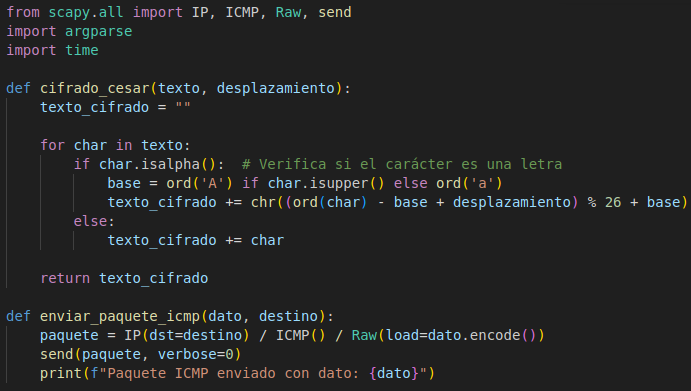 from scapy.all import IP, ICMP, Raw, send
import argparse
import time

def cifrado_cesar(texto, desplazamiento):
    texto_cifrado = ""

    for char in texto:
        if char.isalpha():  # Verifica si el carácter es una letra
            base = ord('A') if char.isupper() else ord('a')
            texto_cifrado += chr((ord(char) - base + desplazamiento) % 26 + base)
        else:
            texto_cifrado += char

    return texto_cifrado

def enviar_paquete_icmp(dato, destino):
    paquete = IP(dst=destino) / ICMP() / Raw(load=dato.encode())
    send(paquete, verbose=0)
    print(f"Paquete ICMP enviado con dato: {dato}")